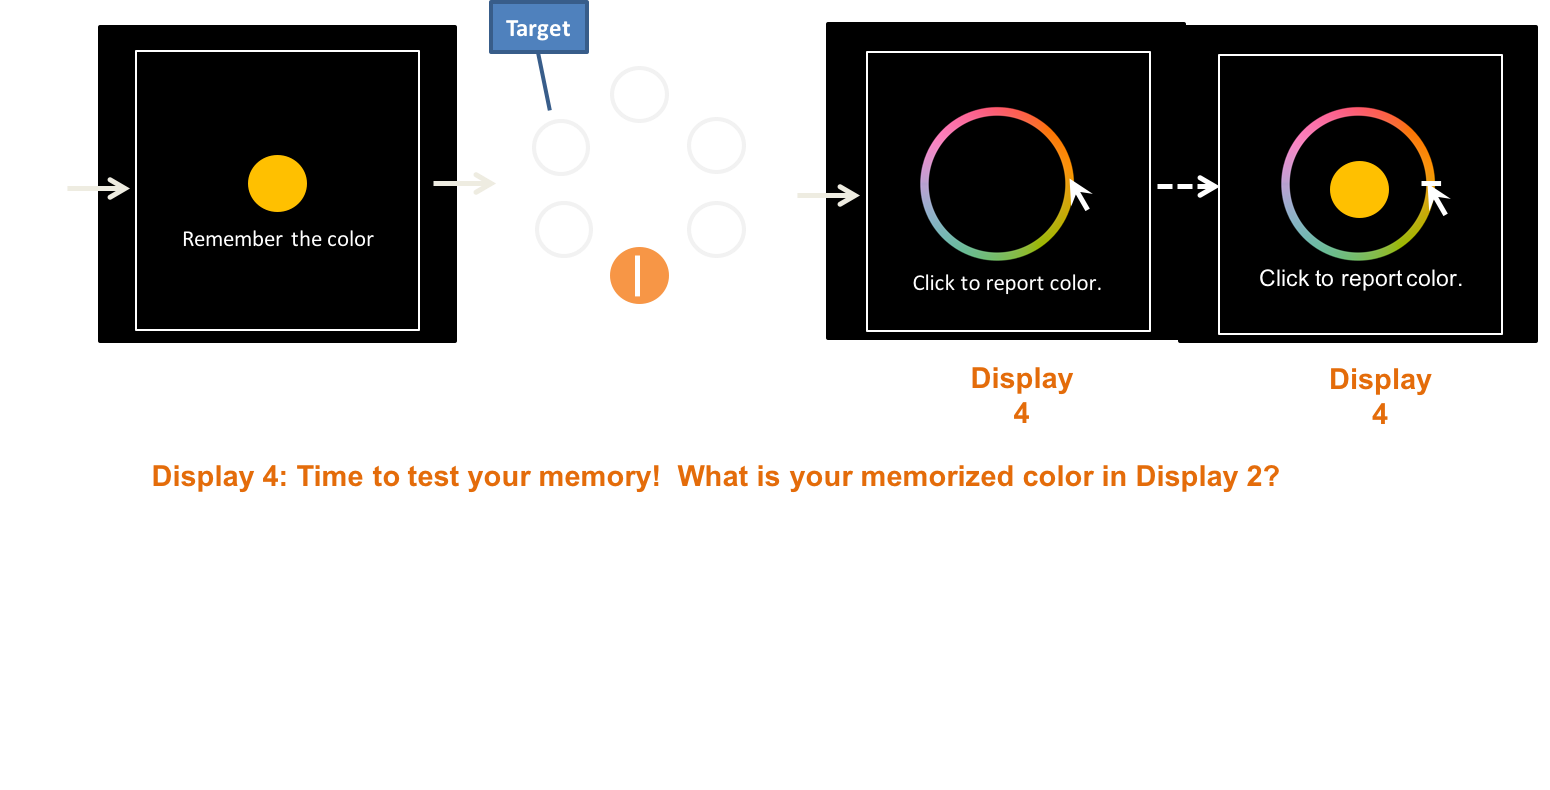 Target
Remember the color
Click to report color.
Click to report color.
Display
4
Display
4
Display 4: Time to test your memory!  What is your memorized color in Display 2?